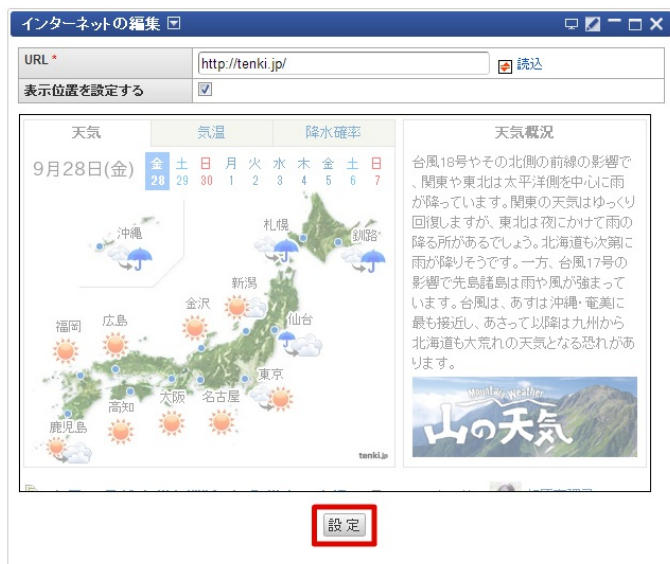 インターネットの編集
URL *
http://tenki.jp/
読込
表示位置を設定する
天気 気温 降水確率
9月28日(金)
金 土 日 月 火 水 木 金 土 日
28 29 30 1 2 3 4 5 6 7
沖縄
札幌
釧路
新潟
金沢
仙台
福岡
広島
東京
大阪
名古屋
高知
鹿児島
tenki.jp
天気概況
台風18号やその北側の前線の影響で
、関東や東北は太平洋側を中心に雨
が降っています。関東の天気はゆっくり
回復しますが、東北は夜にかけて雨の
降る所があるでしょう。北海道も次第に
雨が降りそうです。一方、台風17号の
影響で先島諸島は雨や風が強まって
います。台風は、あすは沖縄・奄美に
最も接近し、あさって以降は九州から
北海道も大荒れの天気となる恐れがあ
ります。
Mountain Weather
山の天気
設定